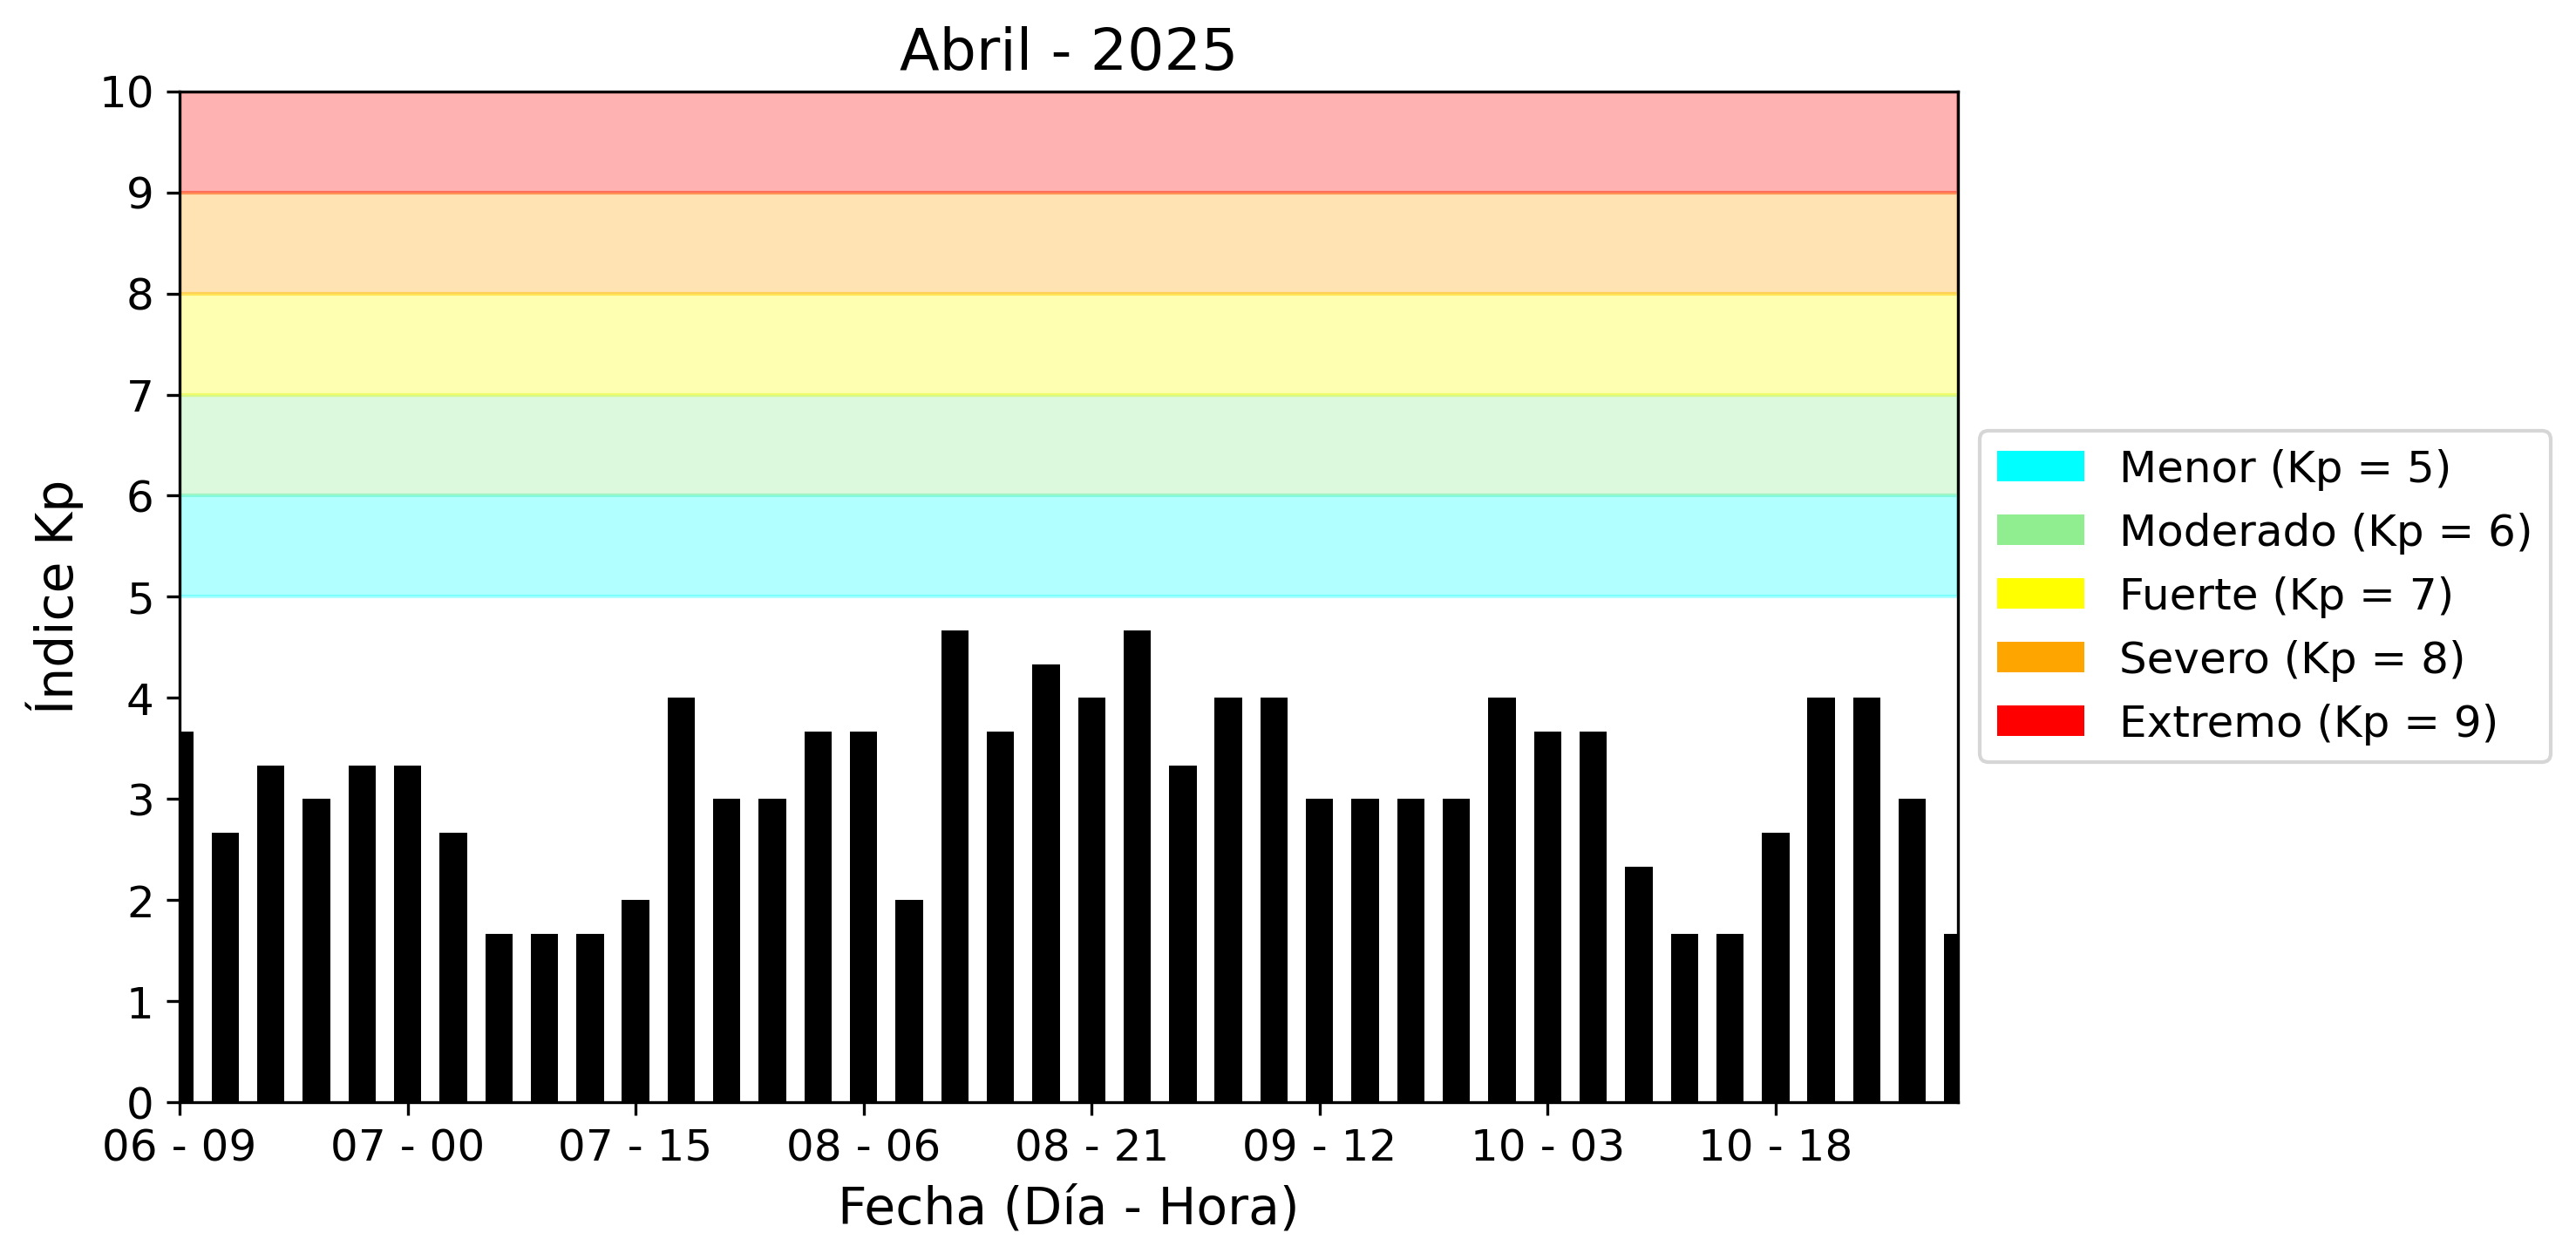 Abril - 2025
10
9
8
7
6
5
4
3
2
1
0
Índice Kp
06 - 09
07 - 00
07 - 15
08 - 06
08 - 21
09 - 12
10 - 03
10 - 18
Fecha (Día - Hora)
Menor (Kp = 5)
Moderado (Kp = 6)
Fuerte (Kp = 7)
Severo (Kp = 8)
Extremo (Kp = 9)